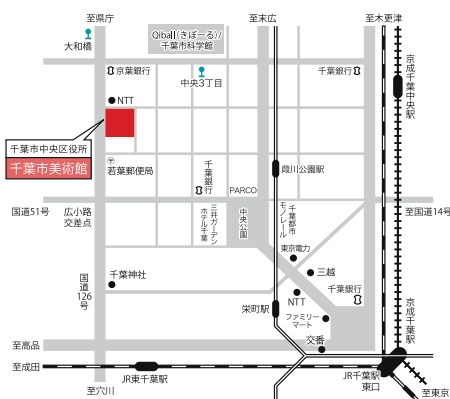 至県庁
至末広
至木更津
Qiball(きぼーる)/
千葉市科学館
大和橋
京葉銀行
中央3丁目
千葉銀行
京成千葉中央駅
NTT
千葉市中央区役所
千葉市美術館
若葉郵便局
千葉銀行
PARCO
葭川公園駅
国道51号
広小路
交差点
三井ガーデン
ホテル千葉
中央公園
千葉都市
モノレール
至国道14号
東京電力
三越
千葉神社
国道126号
NTT
千葉銀行
栄町駅
ファミリー
マート
京成千葉駅
交番
至高品
至成田
JR東千葉駅
JR千葉駅
東口
至穴川
至東京